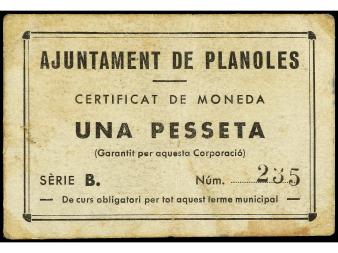 AJUNTAMENT DE PLANOLES
CERTIFICAT DE MONEDA
UNA PESSETA
(Garantit per aquesta Corporació)
SÈRIE B. Núm. 235
De curs obligatori per tot aquest terme municipal